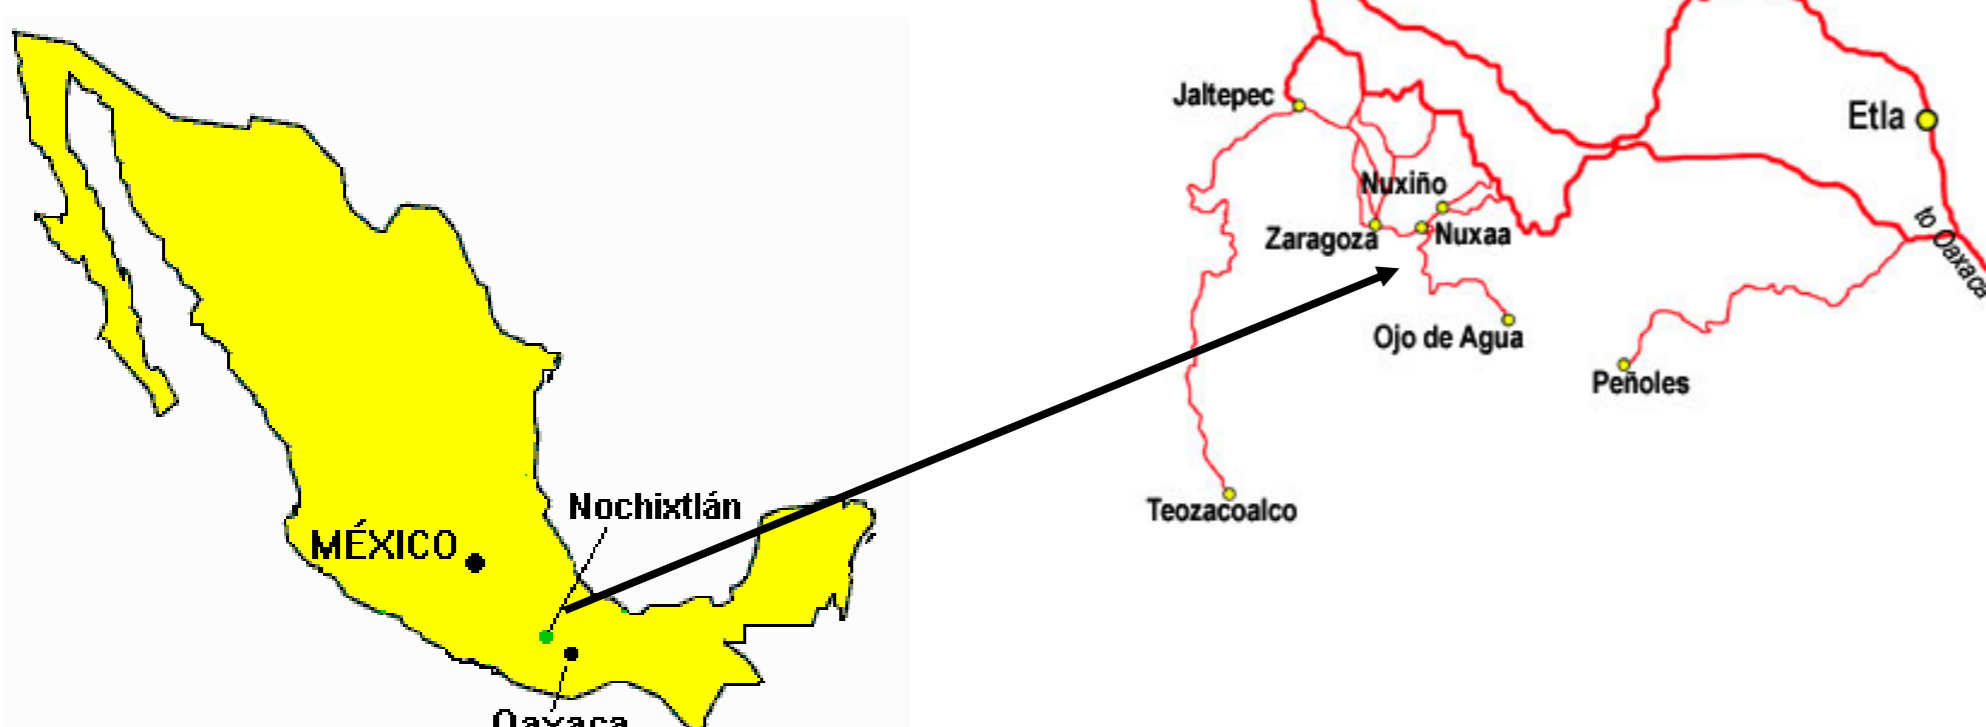 Nochixtlán
MÉXICO
Oaxaca
Jaltepec
Etla
Nuxiño
Zaragoza
Nuxaa
to Oaxaca
Ojo de Agua
Peñoles
Teozacoalco